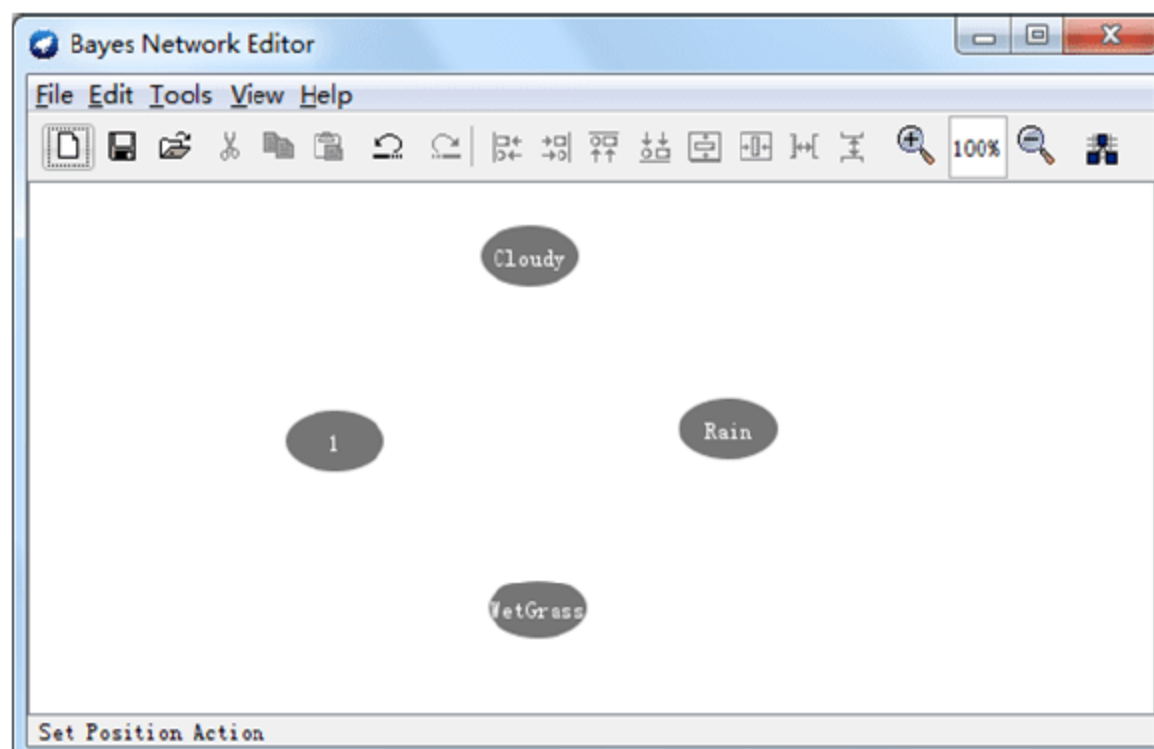 Bayes Network Editor
File Edit Tools View Help
100%
Cloudy
1
Rain
WetGrass
Set Position Action